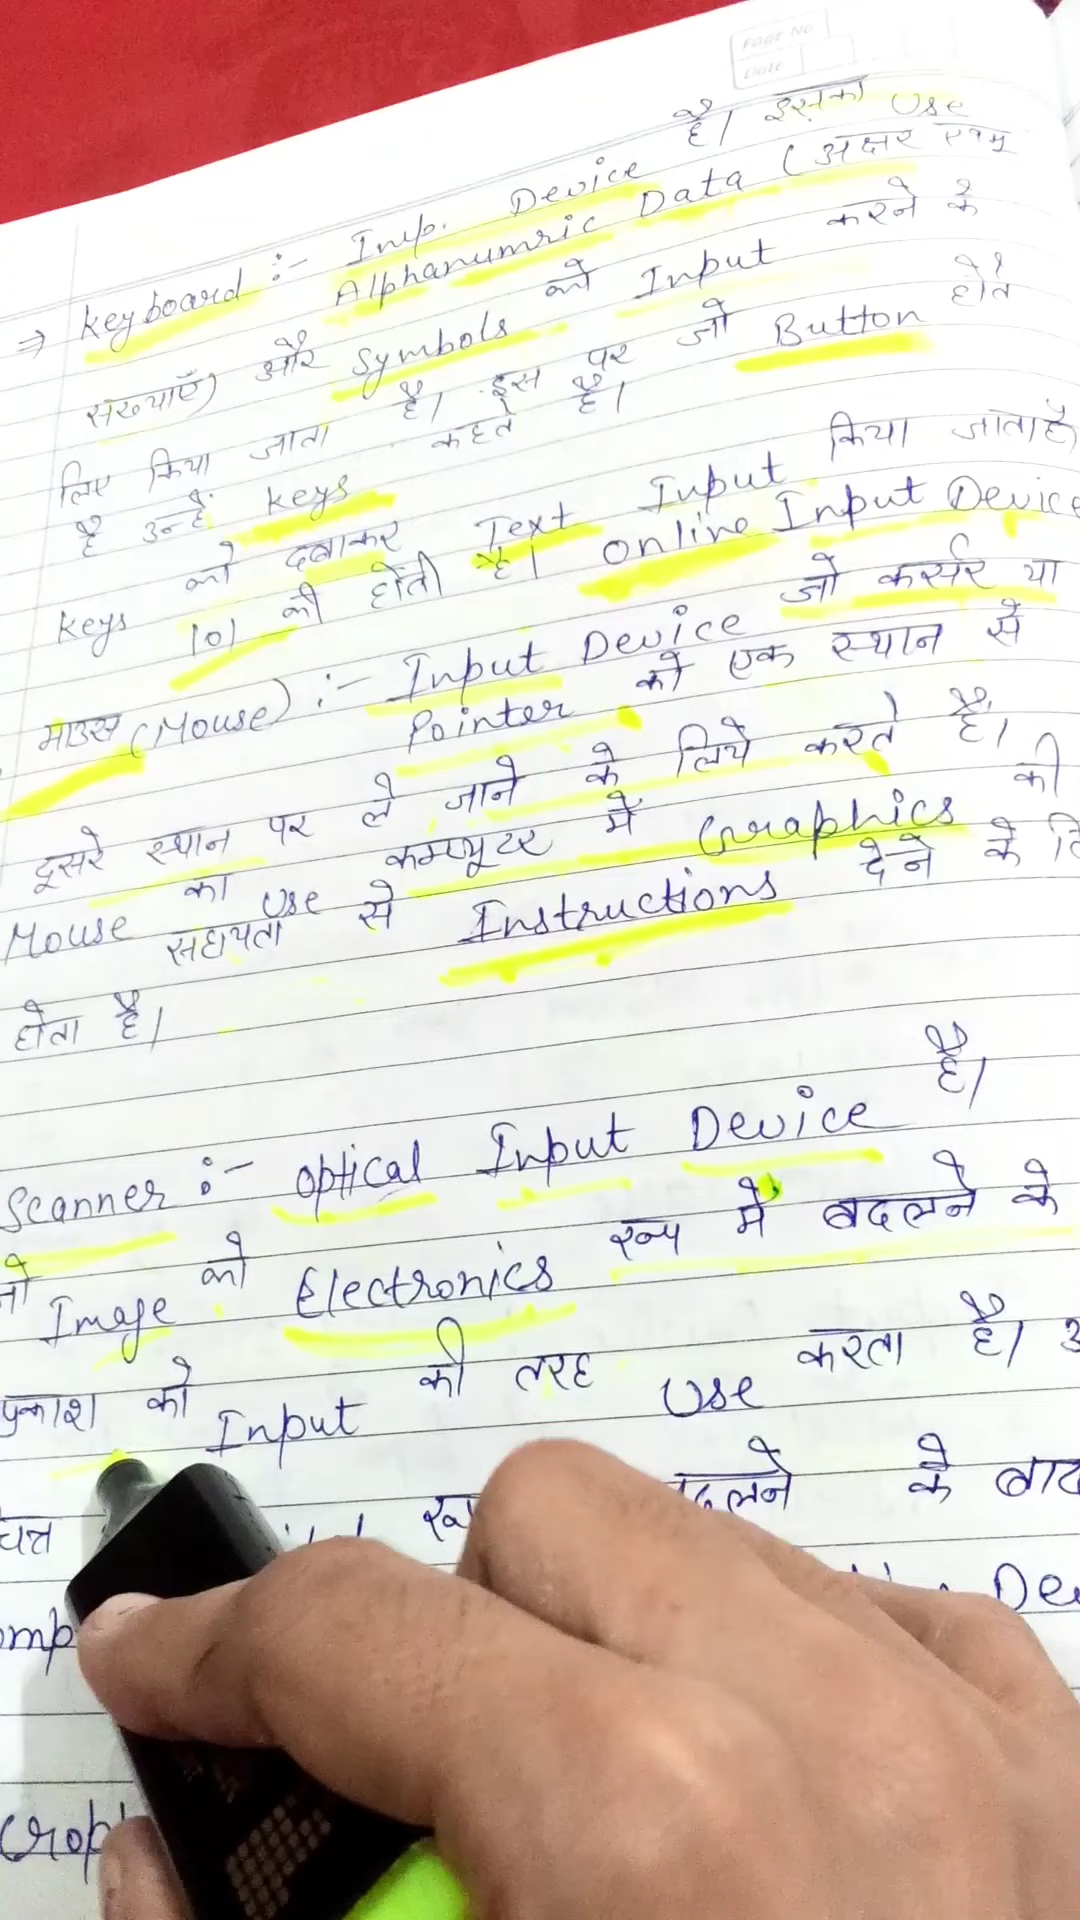 Page No
Date
⇒ Keyboard :- Imp. Device है। इसका Use
Alphanumric Data (अक्षर एवम्
संख्याएँ) और Symbols को Input करने के
लिए किया जाता है। इस पर जो Button होते
है उन्हें Keys कहते है।
Keys को दबाकर Text Input किया जाता है
101 की होती है। Online Input Device
माउस (Mouse) :- Input Device जो कर्सर या
Pointer को एक स्थान से
दूसरे स्थान पर ले जाने के लिये करते है।
Mouse का Use कम्प्यूटर में Graphics की
सहायता से Instructions देने के लि
होता है।
Scanner :- Optical Input Device है।
जो Image को Electronics रूप में बदलने के
प्रकाश को Input की तरह Use करता है।
के बाद
De